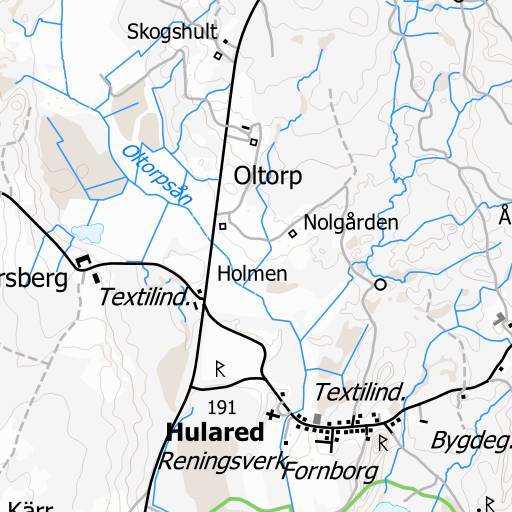 Skogshult
Oltorpsån
Oltorp
Nolgården
Å
Holmen
rsberg
Textilind.
R
Textilind.
191
Hulared
R
Bygdeg.
Reningsverk
Fornborg
Kärr
R